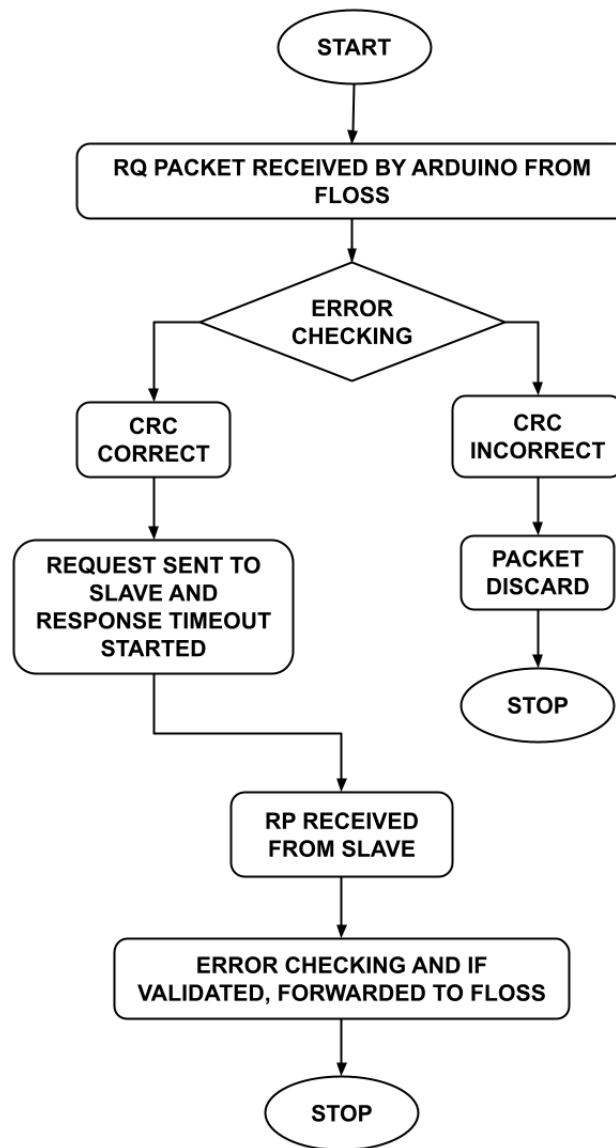 START
RQ PACKET RECEIVED BY ARDUINO FROM
FLOSS
ERROR
CHECKING
CRC
CORRECT
CRC
INCORRECT
REQUEST SENT TO
SLAVE AND
RESPONSE TIMEOUT
STARTED
PACKET
DISCARD
STOP
RP RECEIVED
FROM SLAVE
ERROR CHECKING AND IF
VALIDATED, FORWARDED TO FLOSS
STOP